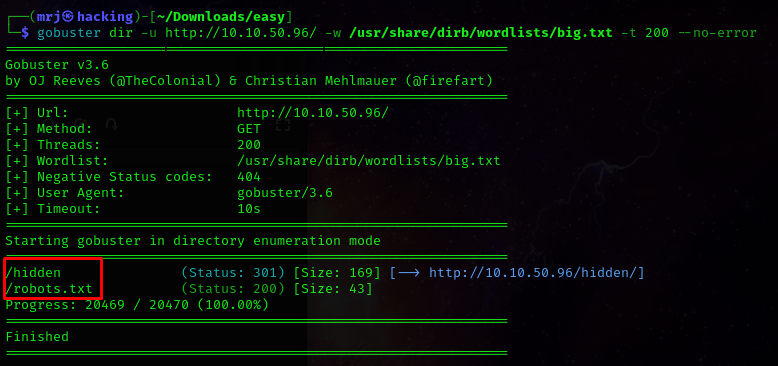 ┌──(mrj㉿hacking)-[~/Downloads/easy]
└─$ gobuster dir -u http://10.10.50.96/ -w /usr/share/dirb/wordlists/big.txt -t 200 --no-error
===============================================================
Gobuster v3.6
by OJ Reeves (@TheColonial) & Christian Mehlmauer (@firefart)
===============================================================
[+] Url:                     http://10.10.50.96/
[+] Method:                  GET
[+] Threads:                 200
[+] Wordlist:                /usr/share/dirb/wordlists/big.txt
[+] Negative Status codes:   404
[+] User Agent:              gobuster/3.6
[+] Timeout:                 10s
===============================================================
Starting gobuster in directory enumeration mode
===============================================================
/hidden               (Status: 301) [Size: 169] [--> http://10.10.50.96/hidden/]
/robots.txt           (Status: 200) [Size: 43]
Progress: 20469 / 20470 (100.00%)
===============================================================
Finished
===============================================================